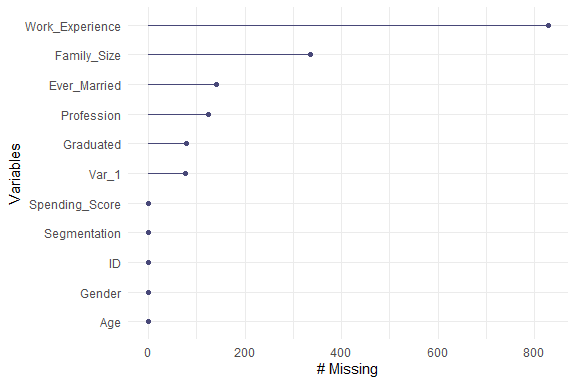 Work_Experience
Family_Size
Ever_Married
Profession
Graduated
Var_1
Spending_Score
Segmentation
ID
Gender
Age
Variables
0 200 400 600 800
# Missing